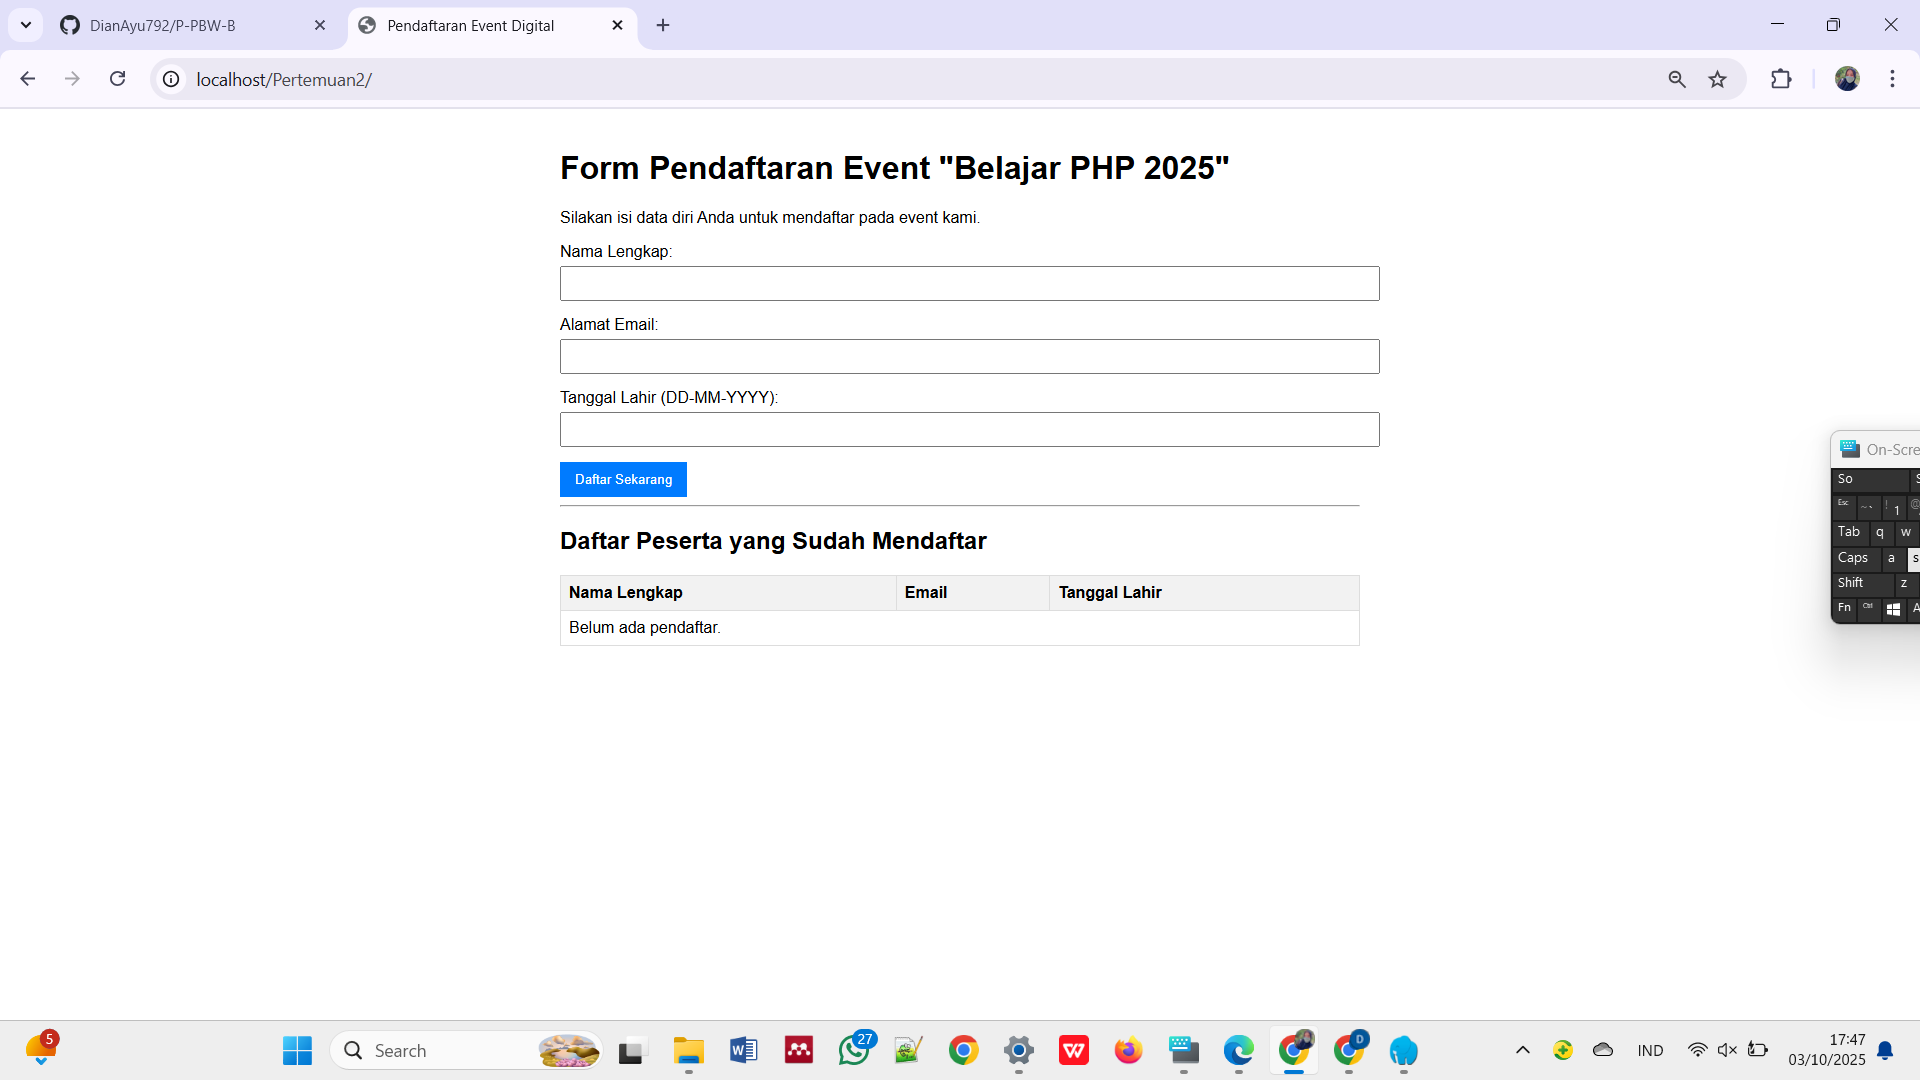 DianAyu792/P-PBW-B
Pendaftaran Event Digital
localhost/Pertemuan2/
Form Pendaftaran Event "Belajar PHP 2025"
Silakan isi data diri Anda untuk mendaftar pada event kami.
Nama Lengkap:
Alamat Email:
Tanggal Lahir (DD-MM-YYYY):
Daftar Sekarang
Daftar Peserta yang Sudah Mendaftar
Nama Lengkap Email Tanggal Lahir
Belum ada pendaftar.
On-Scre
So S
Esc ~ ` ! 1 @
Tab q w
Caps a s
Shift z
Fn Ctrl A
5
Search
27
D
IND
17:47
03/10/2025